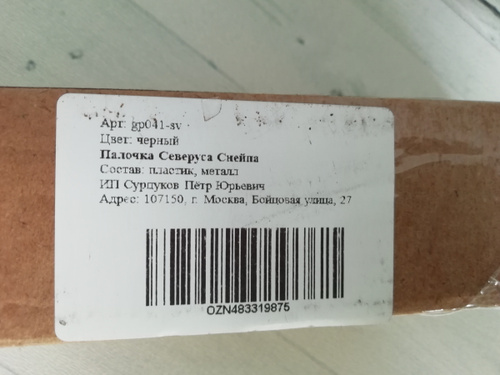 Арт: gp041-sv
Цвет: черный
Палочка Северуса Снейпа
Состав: пластик, металл
ИП Сурцуков Пётр Юрьевич
Адрес: 107150, г. Москва, Бойцовая улица, 27
OZN483319875